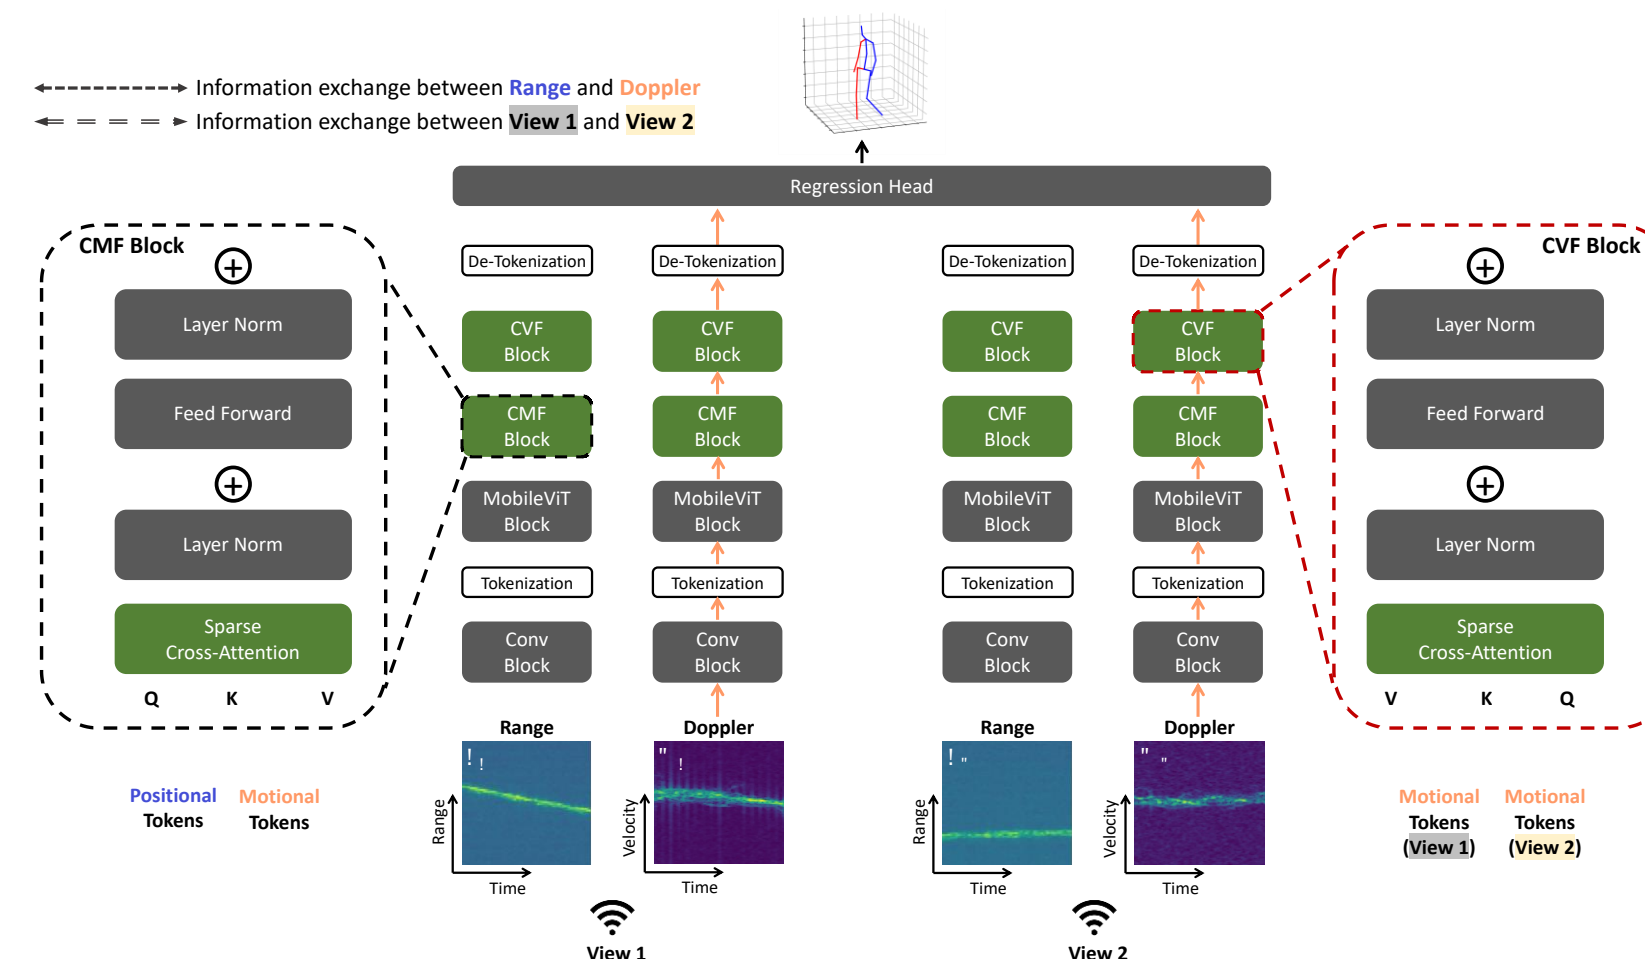 Information exchange between Range and Doppler
Information exchange between View 1 and View 2
Regression Head
CMF Block
Layer Norm
Feed Forward
Layer Norm
Sparse
Cross-Attention
Q K V
Positional
Tokens
Motional
Tokens
De-Tokenization
CVF
Block
CMF
Block
MobileViT
Block
Tokenization
Conv
Block
Range
! !
Range
Time
De-Tokenization
CVF
Block
CMF
Block
MobileViT
Block
Tokenization
Conv
Block
Doppler
" !
Velocity
Time
View 1
De-Tokenization
CVF
Block
CMF
Block
MobileViT
Block
Tokenization
Conv
Block
Range
! "
Range
Time
De-Tokenization
CVF
Block
CMF
Block
MobileViT
Block
Tokenization
Conv
Block
Doppler
" "
Velocity
Time
View 2
CVF Block
Layer Norm
Feed Forward
Layer Norm
Sparse
Cross-Attention
V K Q
Motional
Tokens
(View 1)
Motional
Tokens
(View 2)